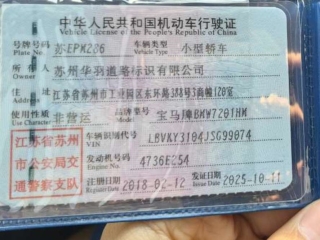 中华人民共和国机动车行驶证
Vehicle License of the People's Republic of China
号牌号码 苏EPX286 车辆类型 小型轿车
Plate No. Vehicle Type
所有人 苏州华羽道路标识有限公司
Owner
住址 江苏省苏州市工业园区东环路388号3幢120室
Address
使用性质 非营运 品牌型号 宝马牌BMW7201HM
Use Character Model
江苏省苏州市公安局交通警察支队
车辆识别代号 LBVKY3104JSG99074
VIN
发动机号码 4736E254
Engine No.
注册日期 2018-02-12 发证日期 2025-10-11
Register Date Issue Date